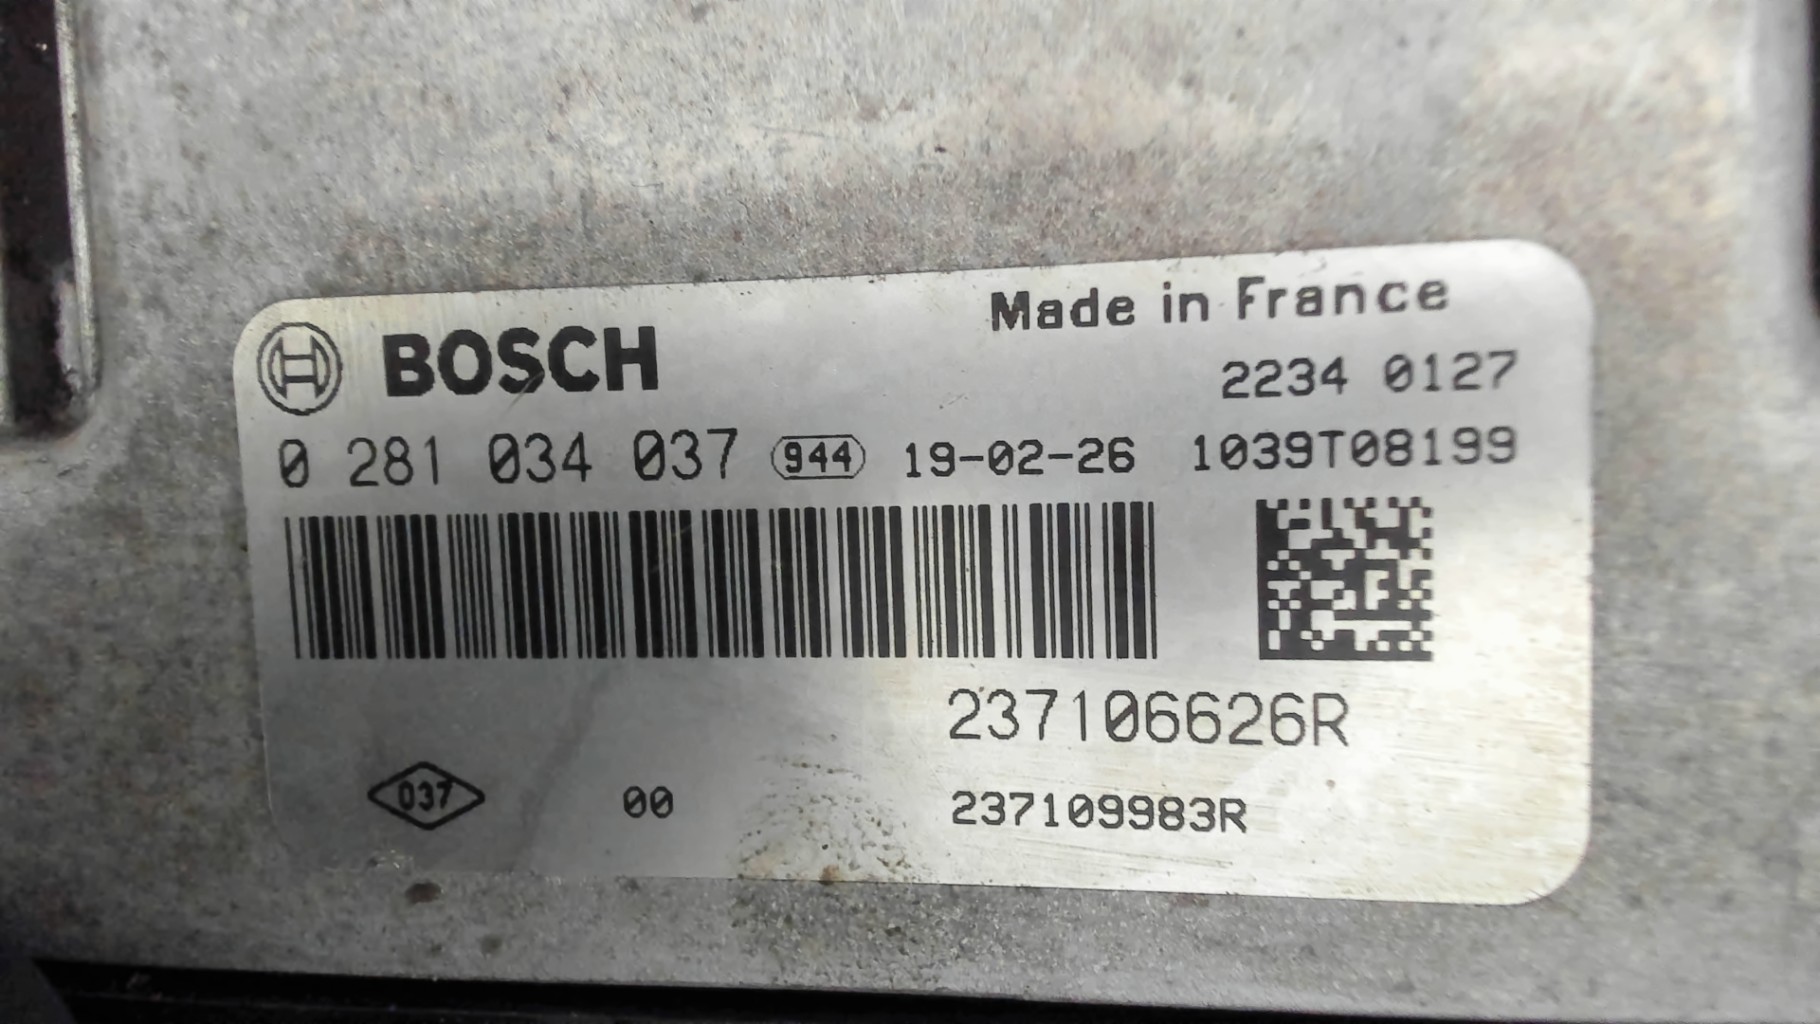 Made in France
BOSCH
2234 0127
0 281 034 037 944 19-02-26 1039T08199
237106626R
037 00 237109983R